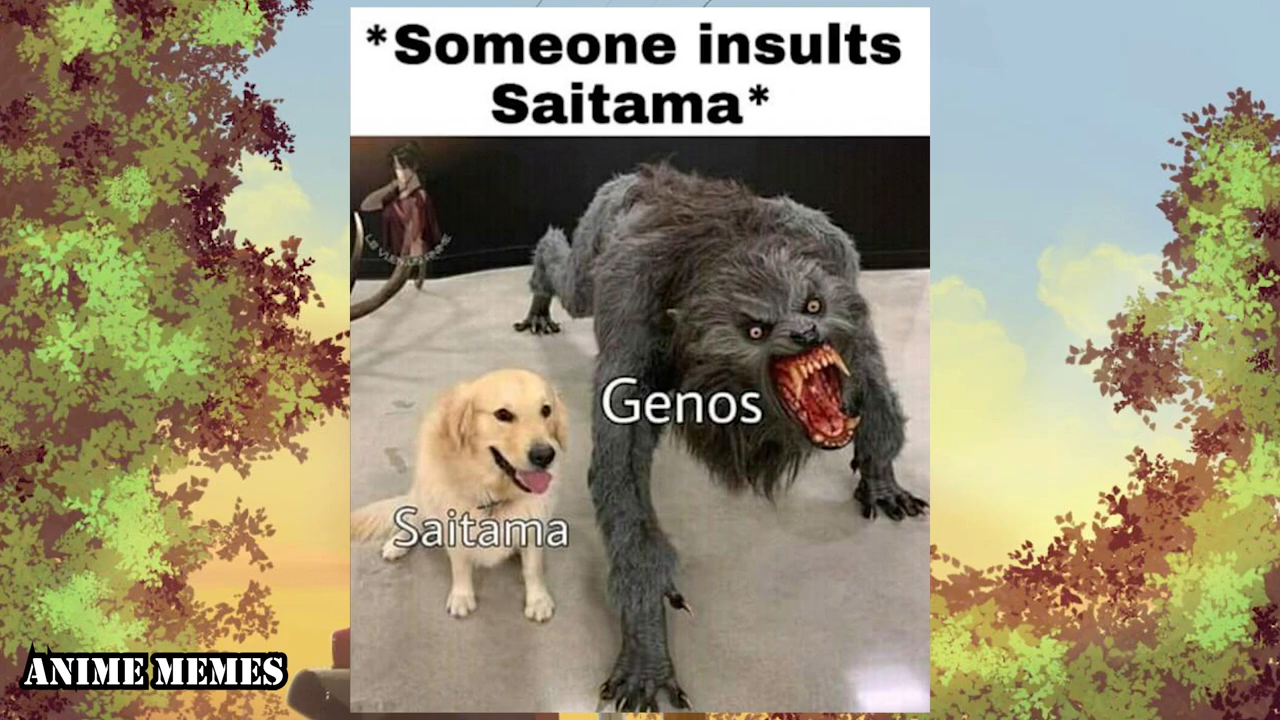 *Someone insults
Saitama*
Genos
Saitama
ANIME MEMES